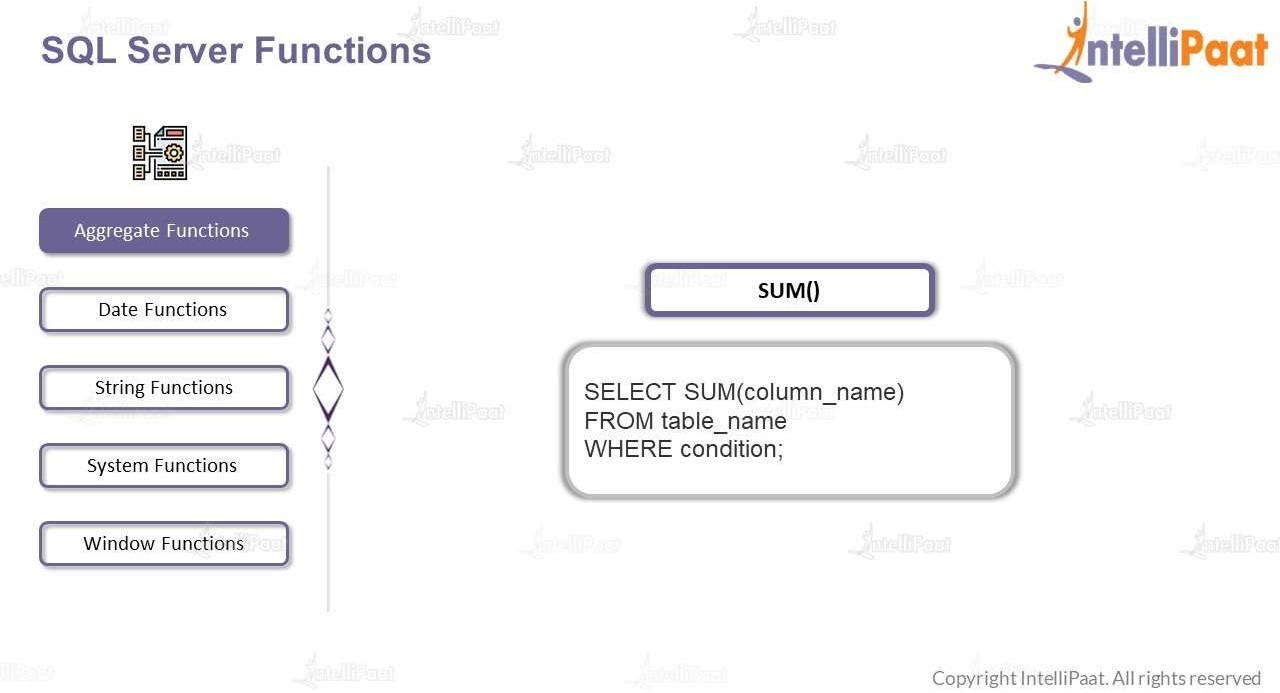 SQL Server Functions
IntelliPaat
Aggregate Functions
Date Functions
String Functions
System Functions
Window Functions
SUM()
SELECT SUM(column_name)
FROM table_name
WHERE condition;
Copyright IntelliPaat. All rights reserved